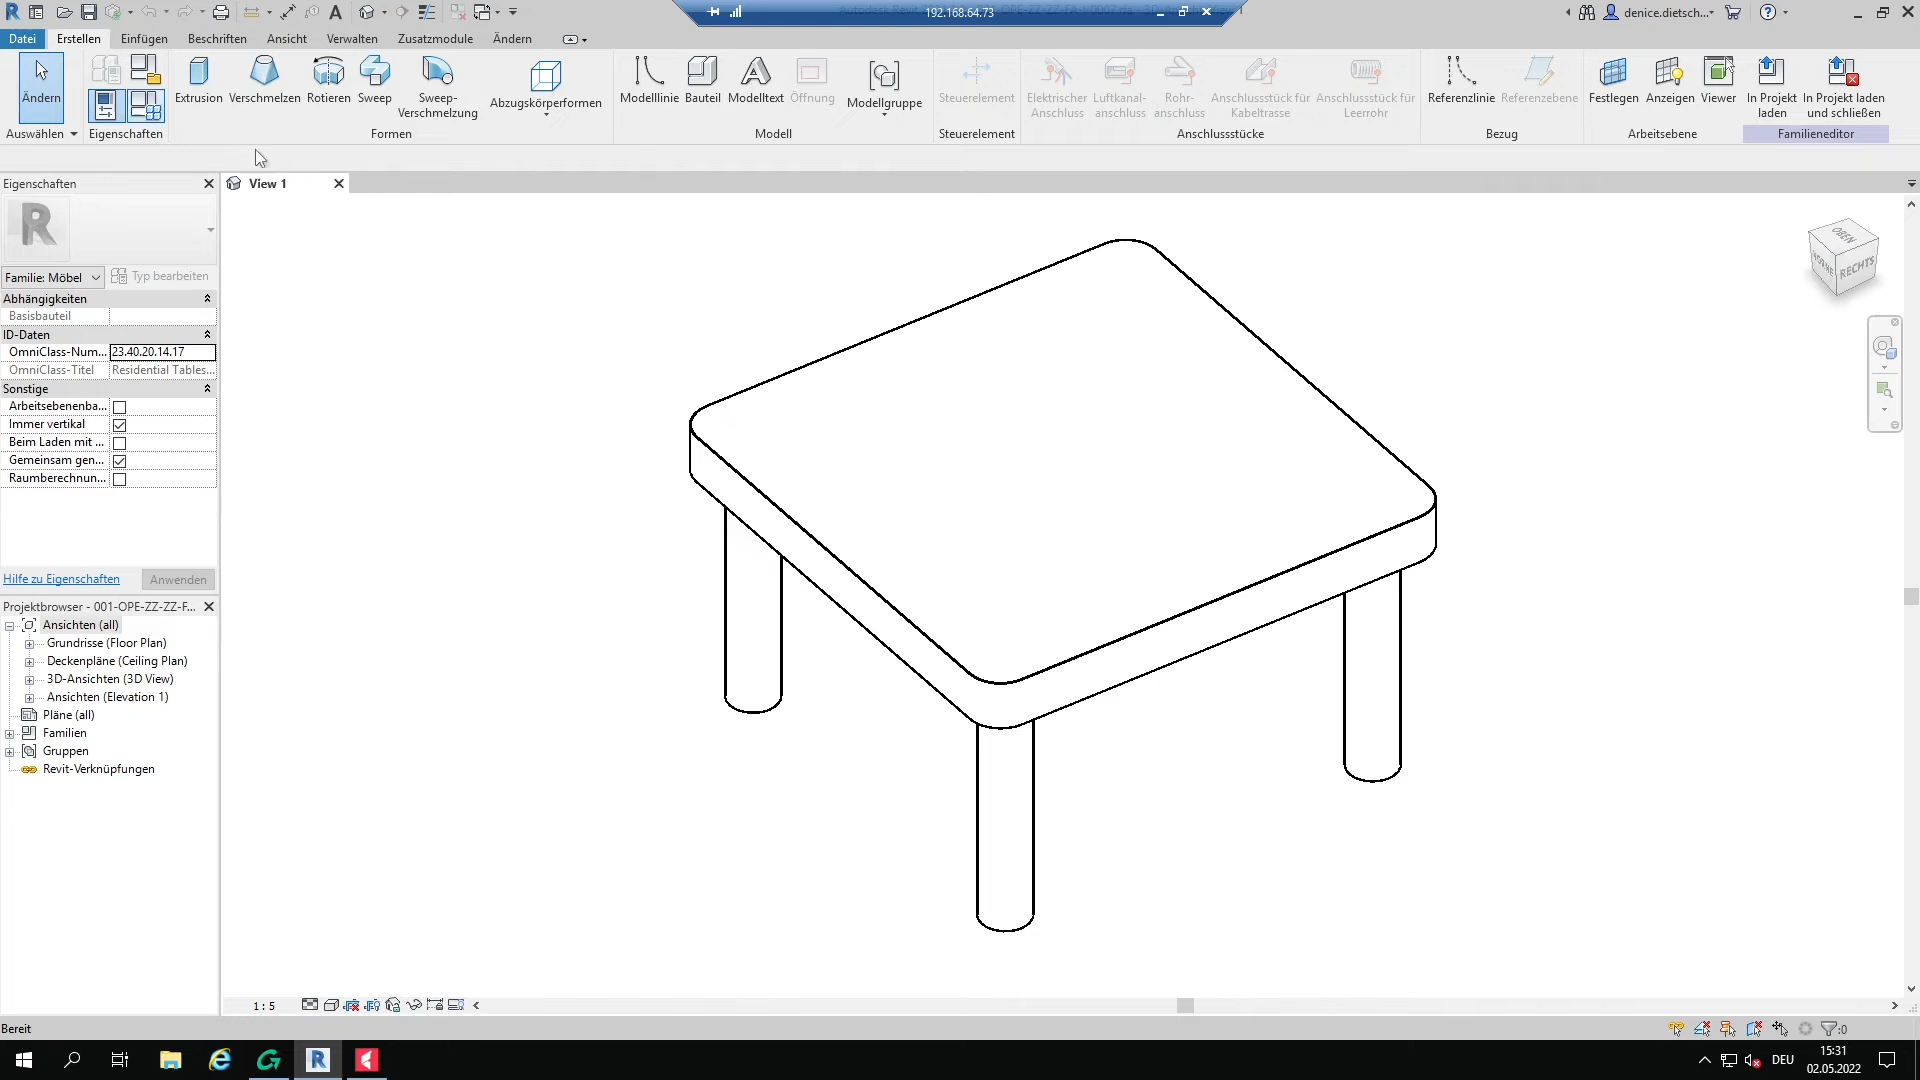 192.168.64.73
denice.dietsch...
Datei Erstellen Einfügen Beschriften Ansicht Verwalten Zusatzmodule Ändern
Ändern
Auswählen
Eigenschaften
Extrusion Verschmelzen Rotieren Sweep Sweep-
Verschmelzung
Abzugskörperformen
Formen
Modelllinie Bauteil Modelltext Öffnung Modellgruppe
Modell
Steuerelement
Steuerelement
Elektrischer
Anschluss
Luftkanal-
anschluss
Rohr-
anschluss
Anschlussstück für
Kabeltrasse
Anschlussstück für
Leerrohr
Anschlussstücke
Referenzlinie Referenzebene
Bezug
Festlegen Anzeigen Viewer
Arbeitsebene
In Projekt
laden
In Projekt laden
und schließen
Familieneditor
Eigenschaften
View 1
Familie: Möbel Typ bearbeiten
Abhängigkeiten
Basisbauteil
ID-Daten
OmniClass-Num... 23.40.20.14.17
OmniClass-Titel Residential Tables...
Sonstige
Arbeitsebenenba...
Immer vertikal
Beim Laden mit ...
Gemeinsam gen...
Raumberechnun...
Hilfe zu Eigenschaften Anwenden
Projektbrowser - 001-OPE-ZZ-ZZ-F...
Ansichten (all)
Grundrisse (Floor Plan)
Deckenpläne (Ceiling Plan)
3D-Ansichten (3D View)
Ansichten (Elevation 1)
Pläne (all)
Familien
Gruppen
Revit-Verknüpfungen
OBEN
VORNE RECHTS
1 : 5
Bereit
:0
DEU
15:31
02.05.2022